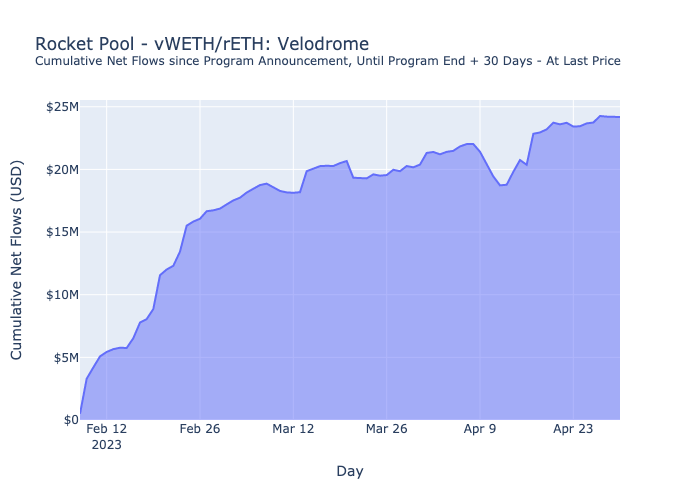 Rocket Pool - vWETH/rETH: Velodrome
Cumulative Net Flows since Program Announcement, Until Program End + 30 Days - At Last Price
Cumulative Net Flows (USD)
$25M
$20M
$15M
$10M
$5M
$0
Feb 12
2023
Feb 26
Mar 12
Mar 26
Apr 9
Apr 23
Day